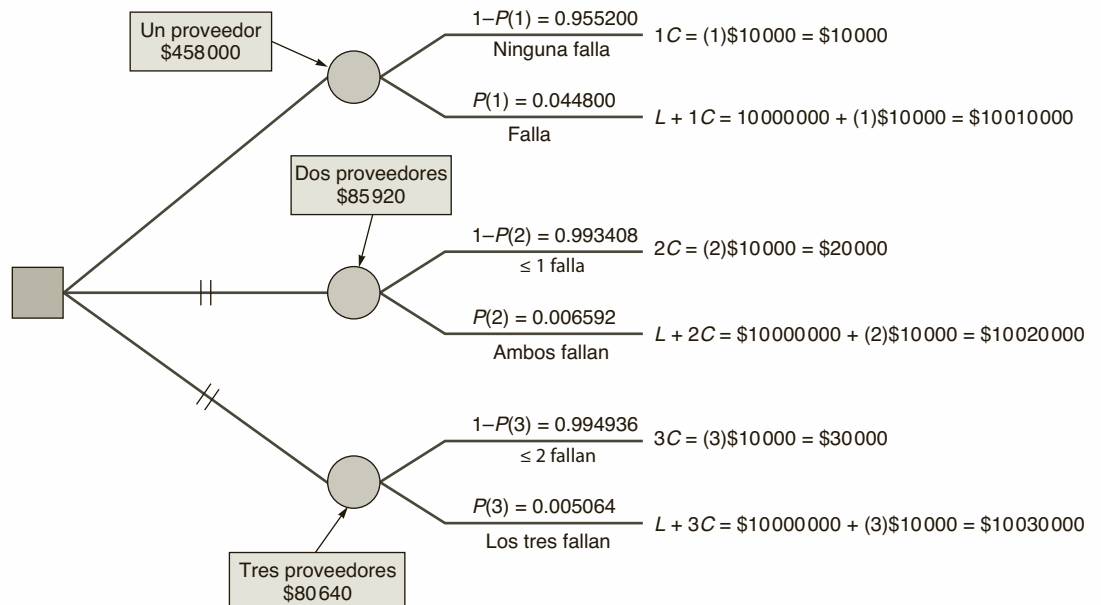 Un proveedor
$458000
1–P(1) = 0.955200
Ninguna falla
1C = (1)$10000 = $10000
P(1) = 0.044800
Falla
L + 1C = 10000000 + (1)$10000 = $10010000
Dos proveedores
$85920
1–P(2) = 0.993408
≤ 1 falla
2C = (2)$10000 = $20000
P(2) = 0.006592
Ambos fallan
L + 2C = $10000000 + (2)$10000 = $10020000
1–P(3) = 0.994936
≤ 2 fallan
3C = (3)$10000 = $30000
P(3) = 0.005064
Los tres fallan
L + 3C = $10000000 + (3)$10000 = $10030000
Tres proveedores
$80640